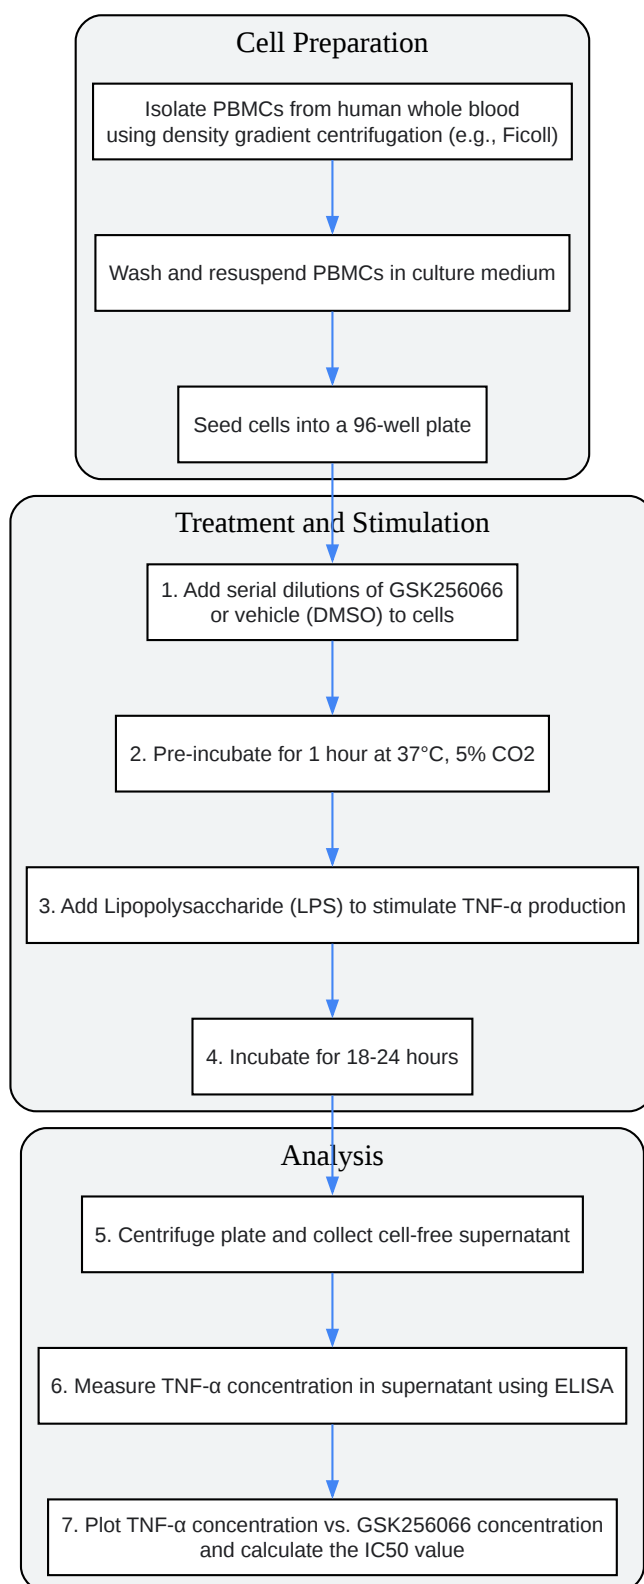 Cell Preparation
Isolate PBMCs from human whole blood
using density gradient centrifugation (e.g., Ficoll)
Wash and resuspend PBMCs in culture medium
Seed cells into a 96-well plate
Treatment and Stimulation
1. Add serial dilutions of GSK256066
or vehicle (DMSO) to cells
2. Pre-incubate for 1 hour at 37°C, 5% CO2
3. Add Lipopolysaccharide (LPS) to stimulate TNF-α production
4. Incubate for 18-24 hours
Analysis
5. Centrifuge plate and collect cell-free supernatant
6. Measure TNF-α concentration in supernatant using ELISA
7. Plot TNF-α concentration vs. GSK256066 concentration
and calculate the IC50 value